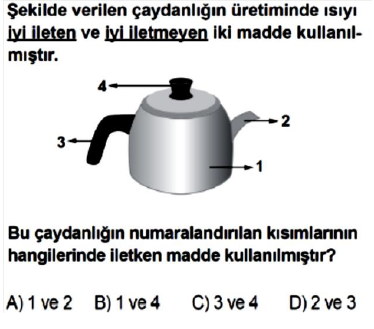 Şekilde verilen çaydanlığın üretiminde ısıyı
iyi ileten ve iyi iletmeyen iki madde kullanıl-
mıştır.
4
2
3
1
Bu çaydanlığın numaralandırılan kısımlarının
hangilerinde iletken madde kullanılmıştır?
A) 1 ve 2 B) 1 ve 4 C) 3 ve 4 D) 2 ve 3